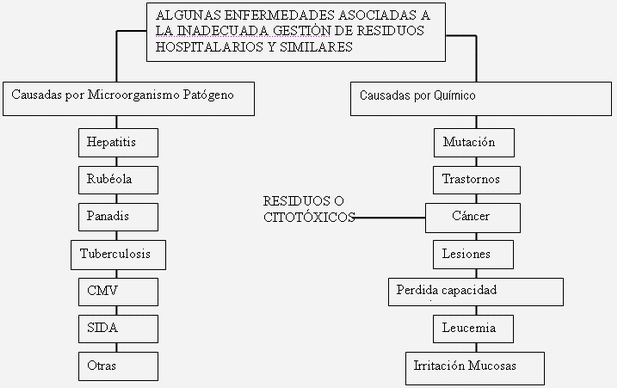 ALGUNAS ENFERMEDADES ASOCIADAS A
LA INADECUADA GESTIÓN DE RESIDUOS
HOSPITALARIOS Y SIMILARES
Causadas por Microorganismo Patógeno
Hepatitis
Rubéola
Panadis
Tuberculosis
CMV
SIDA
Otras
Causadas por Químico
Mutación
Trastornos
RESIDUOS O
CITOTÓXICOS
Cáncer
Lesiones
Perdida capacidad
Leucemia
Irritación Mucosas